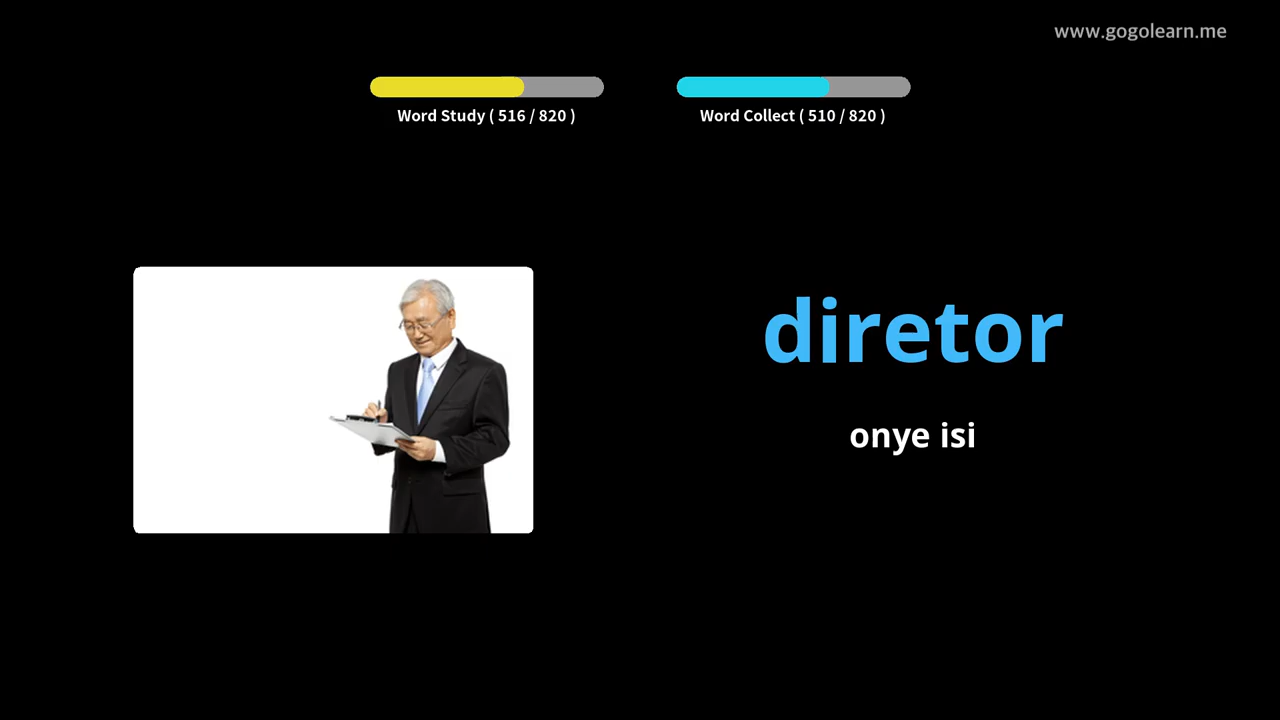 www.gogolearn.me
Word Study ( 516 / 820 )
Word Collect ( 510 / 820 )
diretor
onye isi